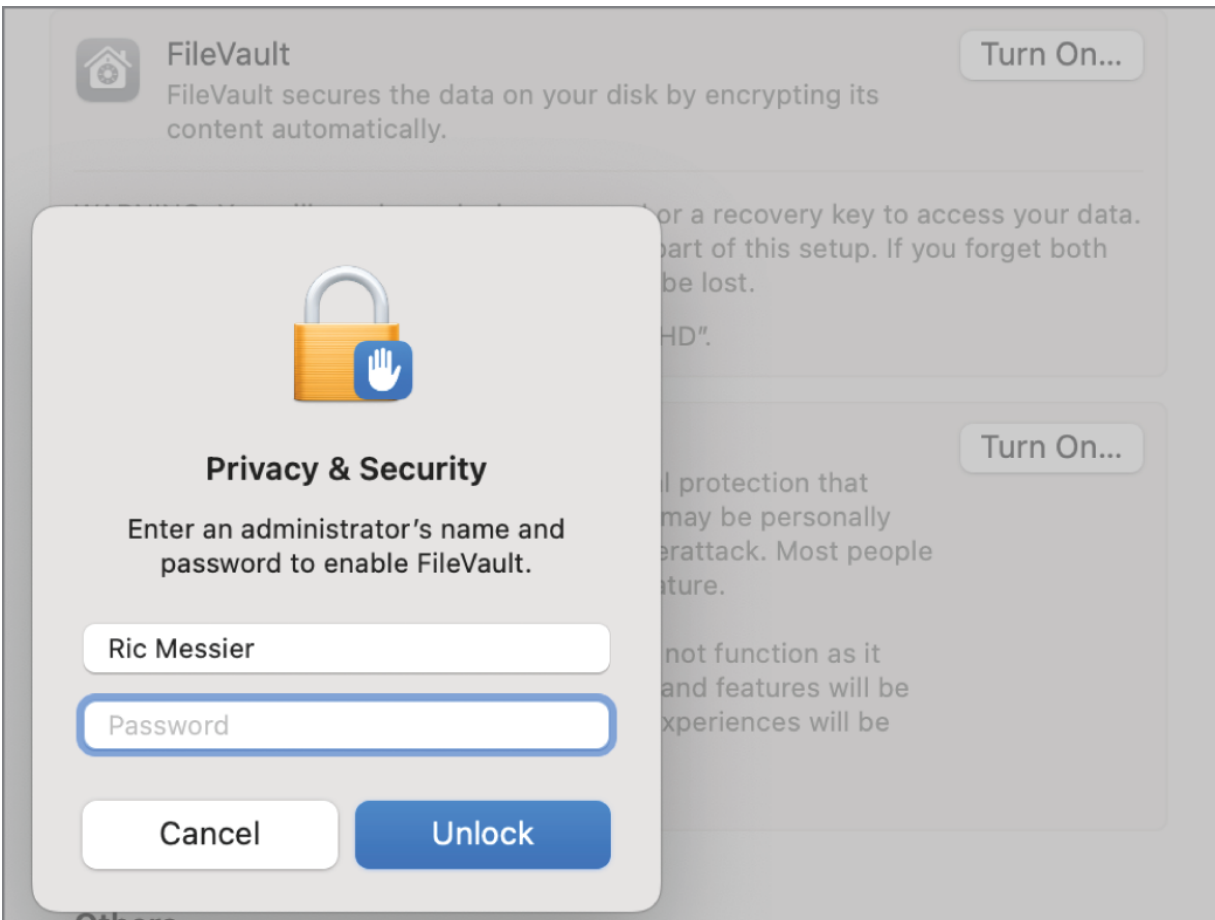 FileVault
Turn On...
FileVault secures the data on your disk by encrypting its
content automatically.
or a recovery key to access your data.
part of this setup. If you forget both
be lost.
HD”.
Privacy & Security
Enter an administrator’s name and
password to enable FileVault.
Ric Messier
Password
Cancel
Unlock
Turn On...
l protection that
may be personally
erattack. Most people
ature.
not function as it
and features will be
xperiences will be